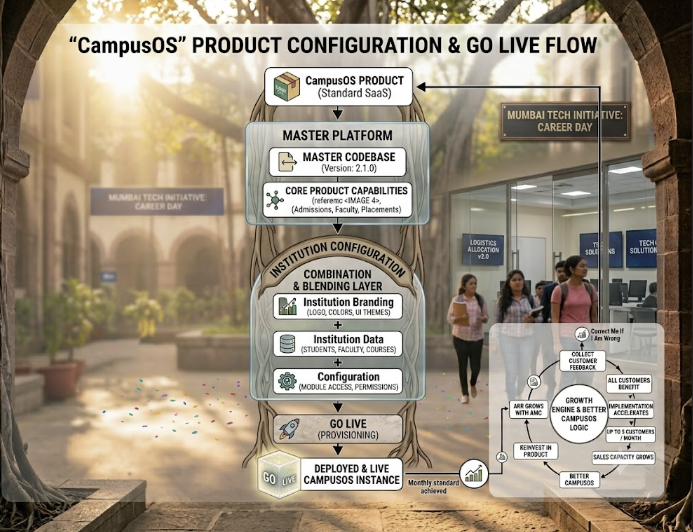 “CampusOS” PRODUCT CONFIGURATION & GO LIVE FLOW
CampusOS PRODUCT
(Standard SaaS)
MASTER PLATFORM
MASTER CODEBASE
(Version: 2.1.0)
CORE PRODUCT CAPABILITIES
(referemc <IMAGE 4>,
(Admissions, Faculty, Placements)
INSTITUTION CONFIGURATION
COMBINATION
& BLENDING LAYER
Institution Branding
(LOGO, COLORS, UI THEMES)
+
Institution Data
(STUDENTS, FACULTY, COURSES)
+
Configuration
(MODULE ACCESS, PERMISSIONS)
GO LIVE
(PROVISIONING)
GO LIVE
DEPLOYED & LIVE
CAMPUSOS INSTANCE
Monthly standard
achieved
MUMBAI TECH INITIATIVE:
CAREER DAY
MUMBAI TECH INITIATIVE:
CAREER DAY
LOGISTICS
ALLOCATION
v2.0
TECH
SOLUTION
Correct Me If
I Am Wrong
COLLECT
CUSTOMER
FEEDBACK
ALL CUSTOMERS
BENEFIT
IMPLEMENTATION
ACCELERATES
UP TO 5 CUSTOMERS
/ MONTH
SALES CAPACITY GROWS
BETTER
CAMPUSOS
REINVEST IN
PRODUCT
ARR GROWS
WITH AMC
GROWTH
ENGINE & BETTER
CAMPUSOS
LOGIC